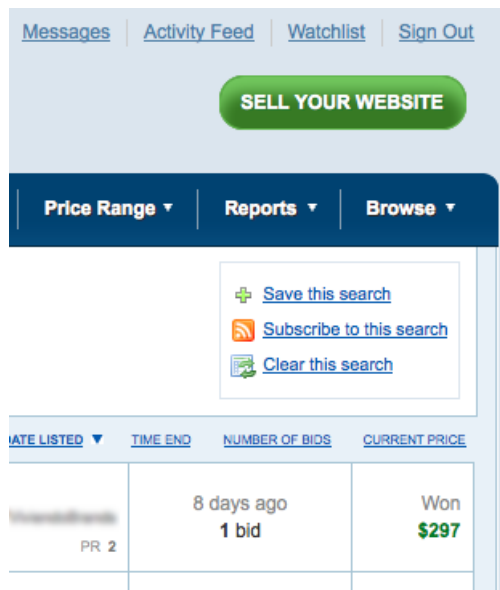 Messages Activity Feed Watchlist Sign Out
SELL YOUR WEBSITE
Price Range Reports Browse
Save this search
Subscribe to this search
Clear this search
DATE LISTED TIME END NUMBER OF BIDS CURRENT PRICE
8 days ago Won
1 bid $297
PR 2